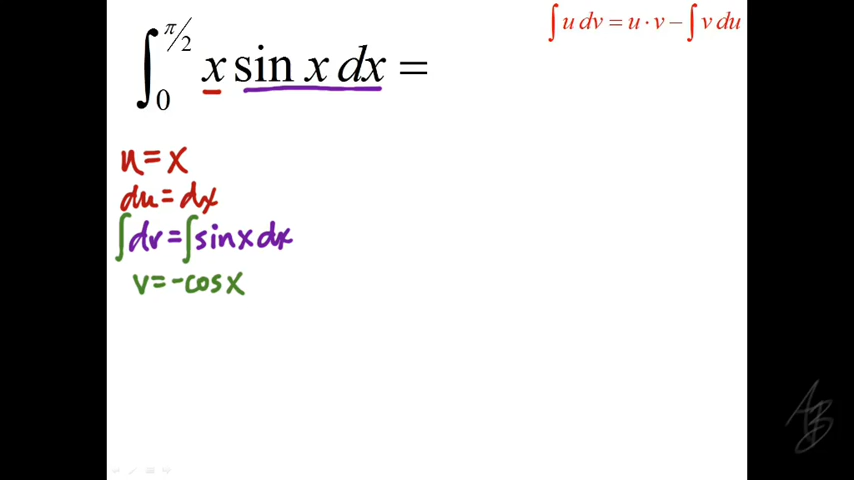 ∫₀^{π/2} x sin x dx =
∫ u dv = u · v − ∫ v du
u = x
du = dx
∫ dv = ∫ sin x dx
v = -cos x